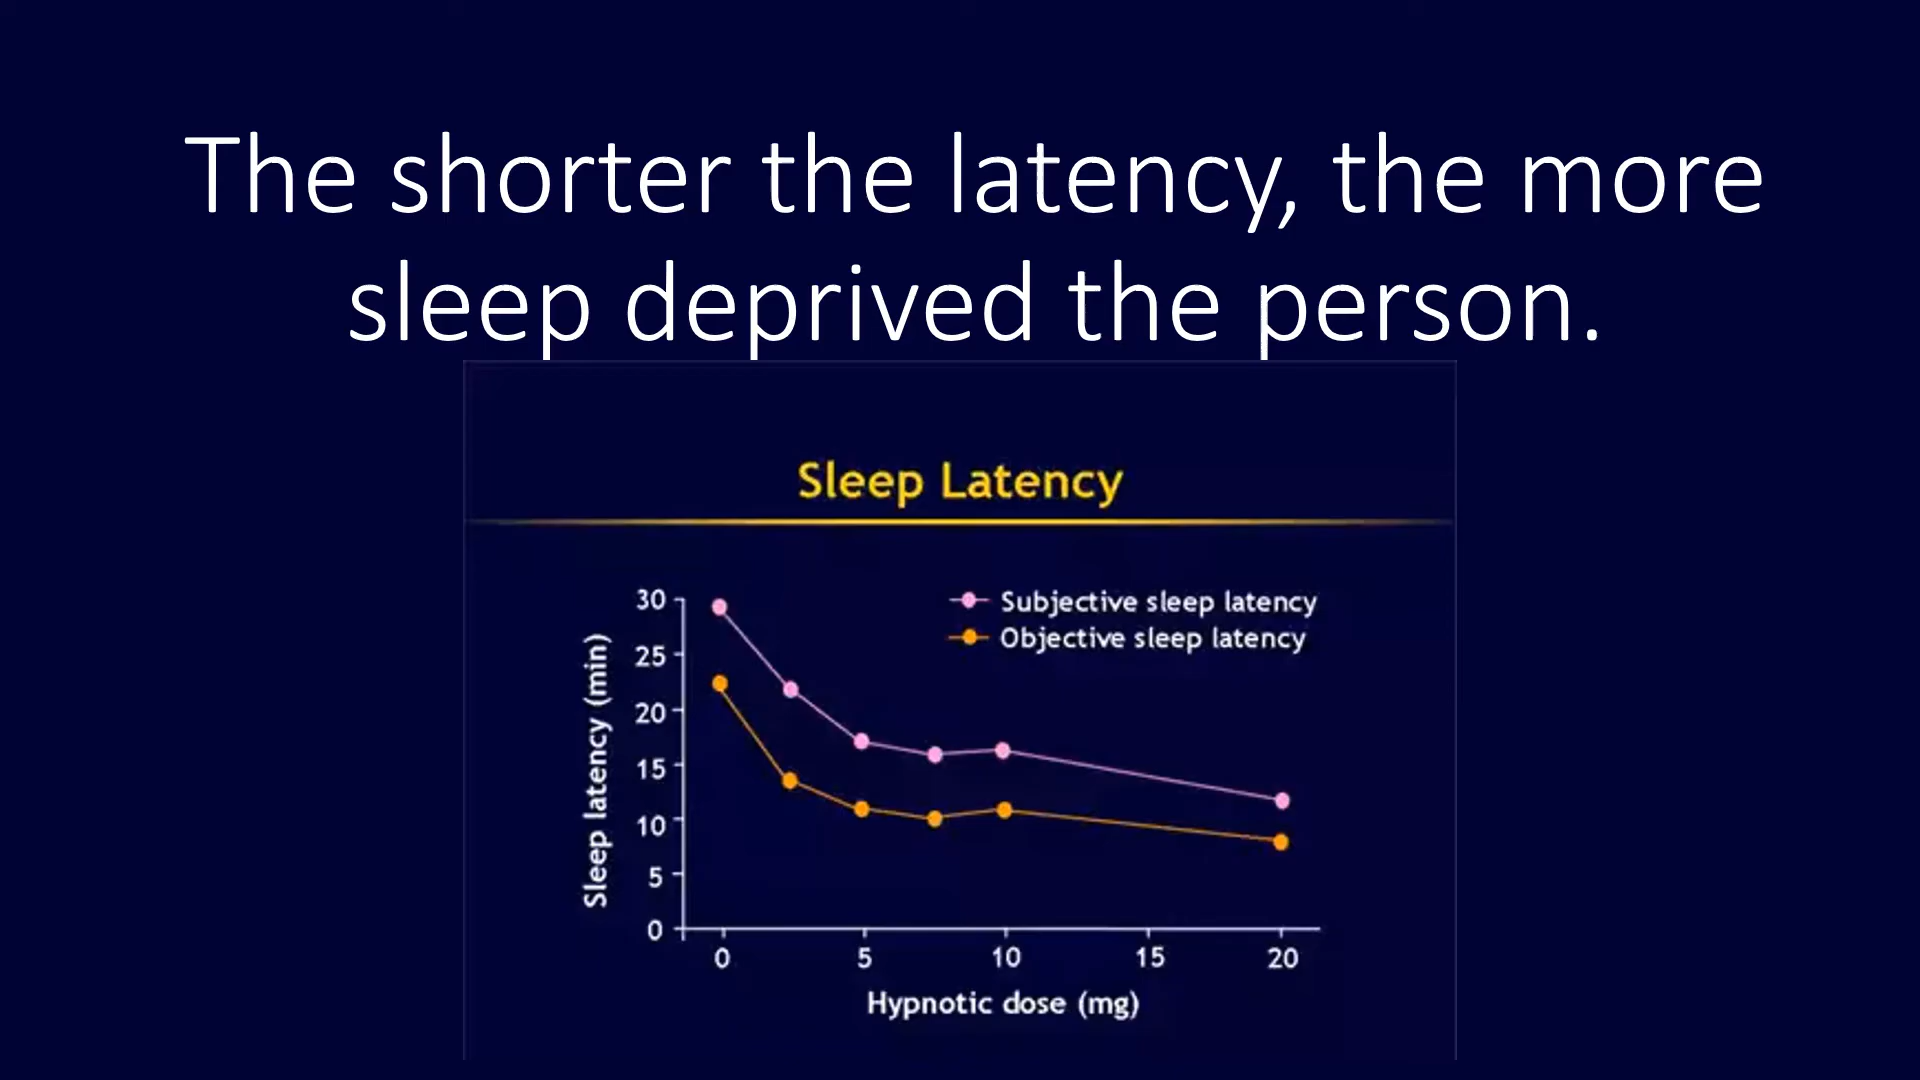 The shorter the latency, the more
sleep deprived the person.
Sleep Latency
Subjective sleep latency
Objective sleep latency
Sleep latency (min)
30
25
20
15
10
5
0
0 5 10 15 20
Hypnotic dose (mg)